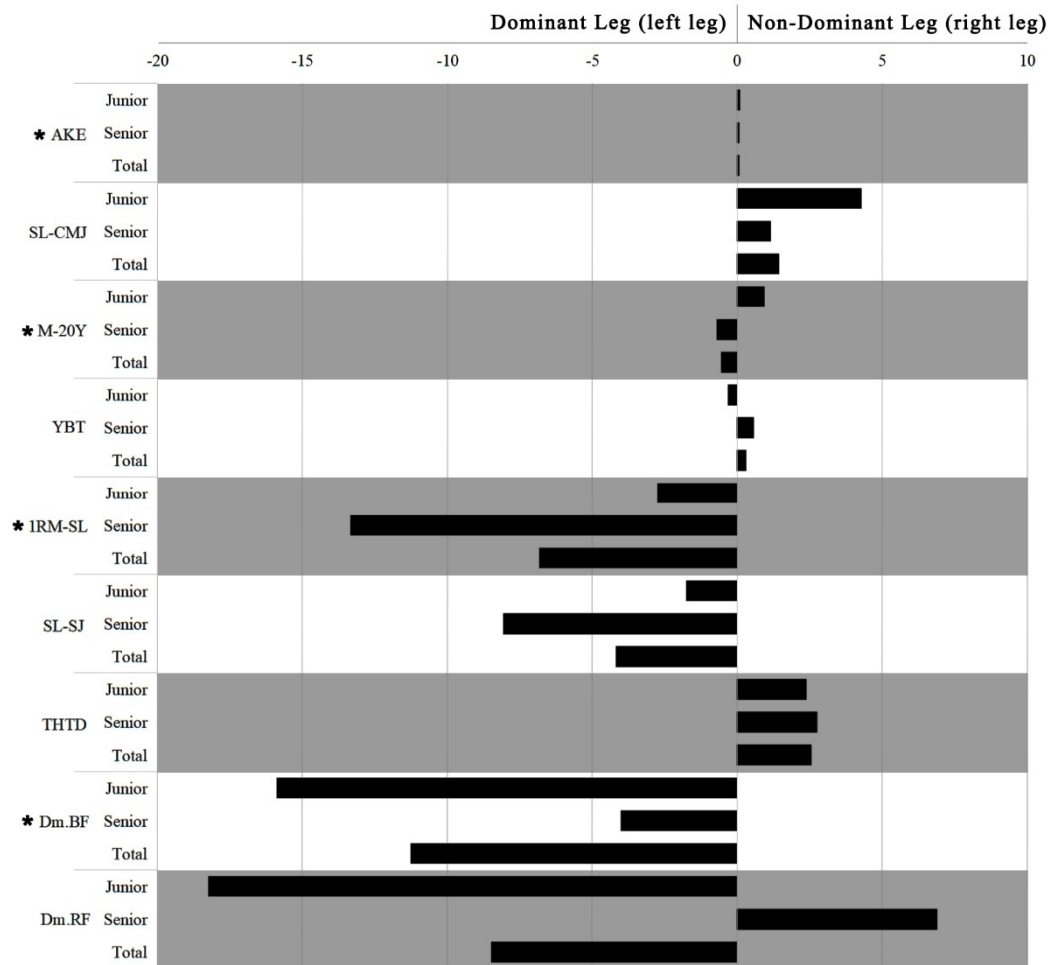 Dominant Leg (left leg) Non-Dominant Leg (right leg)
-20 -15 -10 -5 0 5 10
Junior
* AKE Senior
Total
Junior
SL-CMJ Senior
Total
Junior
* M-20Y Senior
Total
Junior
YBT Senior
Total
Junior
* 1RM-SL Senior
Total
Junior
SL-SJ Senior
Total
Junior
THTD Senior
Total
Junior
* Dm.BF Senior
Total
Junior
Dm.RF Senior
Total